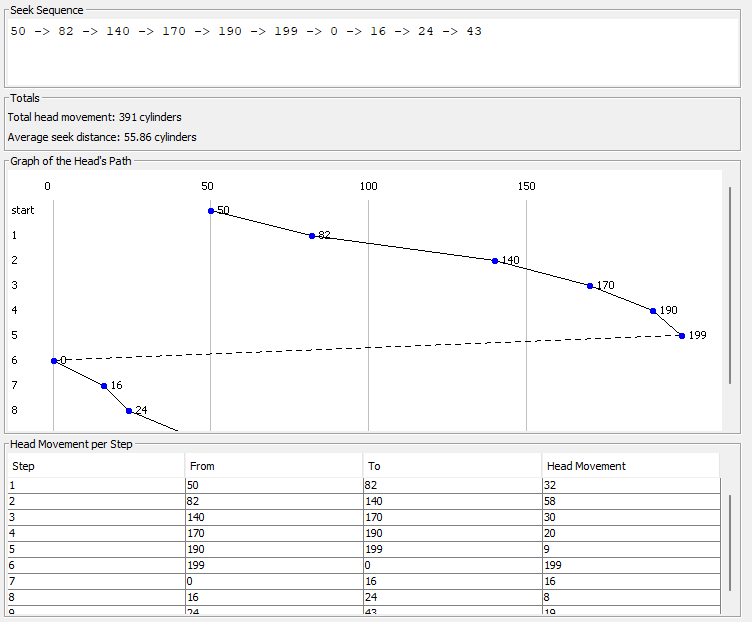 Seek Sequence
50 -> 82 -> 140 -> 170 -> 190 -> 199 -> 0 -> 16 -> 24 -> 43
Totals
Total head movement: 391 cylinders
Average seek distance: 55.86 cylinders
Graph of the Head's Path
0 50 100 150
start 50
1 82
2 140
3 170
4 190
5 199
6 0
7 16
8 24
Head Movement per Step
Step From To Head Movement
1 50 82 32
2 82 140 58
3 140 170 30
4 170 190 20
5 190 199 9
6 199 0 199
7 0 16 16
8 16 24 8
9 24 43 19